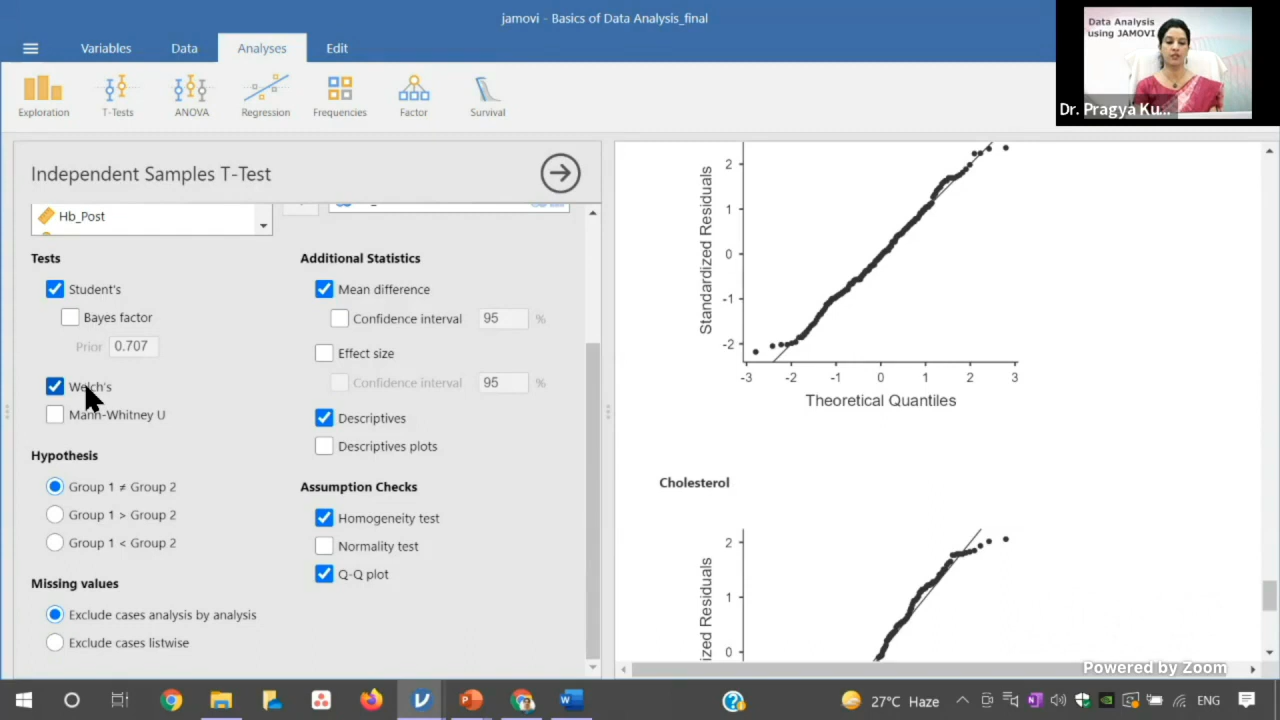 jamovi - Basics of Data Analysis_final
Data Analysis
using JAMOVI
Dr. Pragya Ku...
Variables
Data
Analyses
Edit
Exploration
T-Tests
ANOVA
Regression
Frequencies
Factor
Survival
Independent Samples T-Test
Hb_Post
Tests
Student's
Bayes factor
Prior 0.707
Welch's
Mann-Whitney U
Hypothesis
Group 1 ≠ Group 2
Group 1 > Group 2
Group 1 < Group 2
Missing values
Exclude cases analysis by analysis
Exclude cases listwise
Additional Statistics
Mean difference
Confidence interval 95 %
Effect size
Confidence interval 95 %
Descriptives
Descriptives plots
Assumption Checks
Homogeneity test
Normality test
Q-Q plot
Standardized Residuals
2
1
0
-1
-2
-3 -2 -1 0 1 2 3
Theoretical Quantiles
Cholesterol
ized Residuals
2
1
0
Powered by Zoom
27°C Haze
ENG